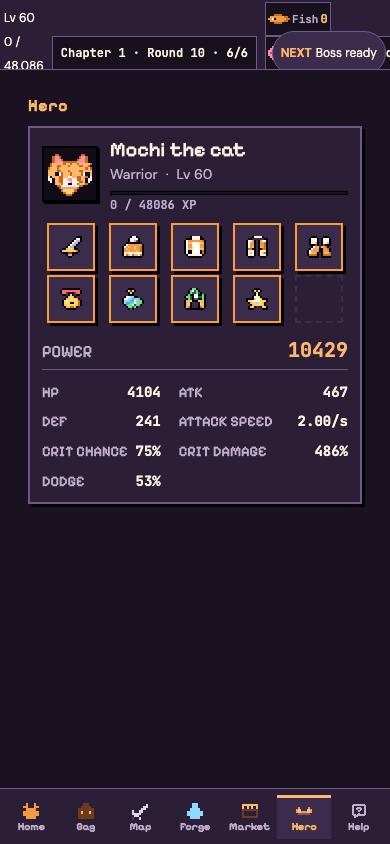 Lv 60
0 /
48,086
Chapter 1 · Round 10 · 6/6
Fish 0
NEXT Boss ready
Hero
Mochi the cat
Warrior · Lv 60
0 / 48086 XP
POWER 10429
HP 4104 ATK 467
DEF 241 ATTACK SPEED 2.00/s
CRIT CHANCE 75% CRIT DAMAGE 486%
DODGE 53%
Home Bag Map Forge Market Hero Help